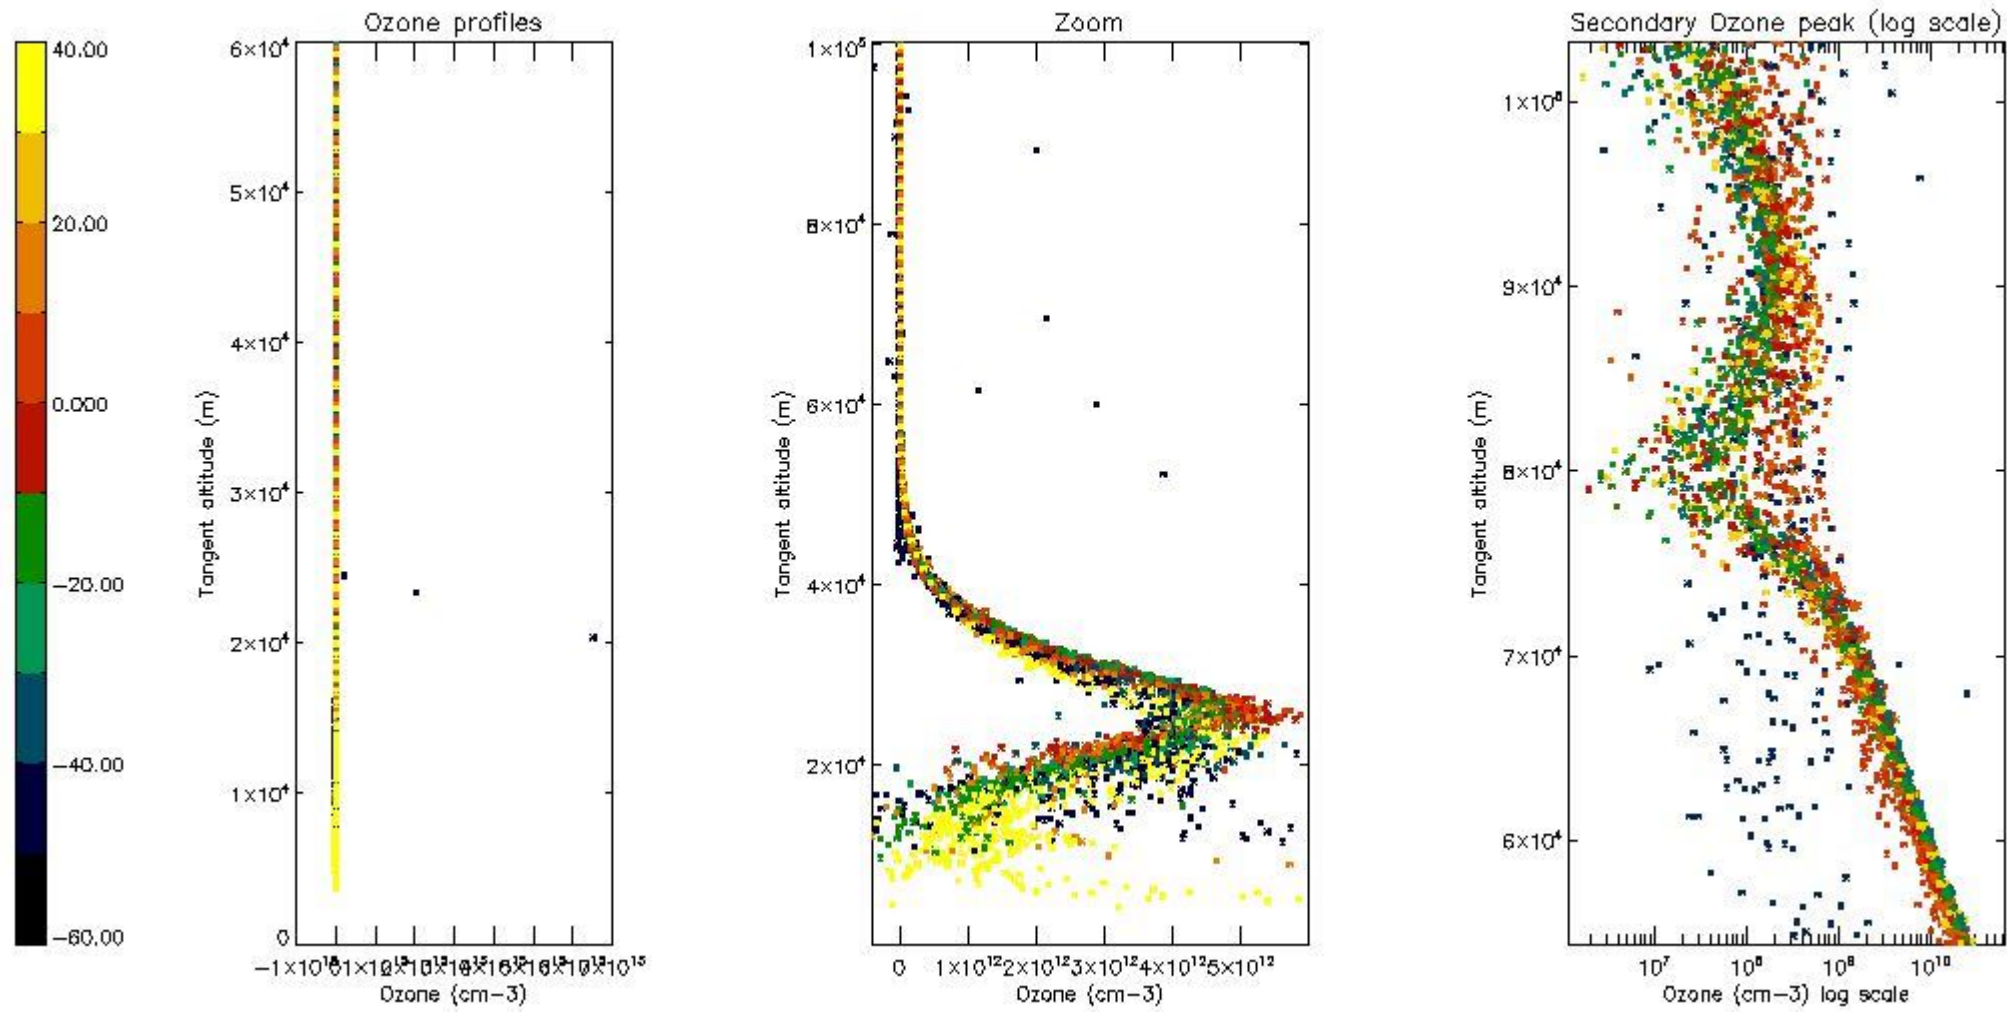 Ozone profiles
Zoom
Secondary Ozone peak (log scale)
40.00
20.00
0.000
−20.00
−40.00
−60.00
6×10⁴
5×10⁴
4×10⁴
3×10⁴
2×10⁴
1×10⁴
0
Tangent altitude (m)
Ozone (cm−3)
1×10⁵
8×10⁴
6×10⁴
4×10⁴
2×10⁴
Tangent altitude (m)
0 1×10¹² 2×10¹² 3×10¹² 4×10¹² 5×10¹²
Ozone (cm−3)
1×10⁵
9×10⁴
8×10⁴
7×10⁴
6×10⁴
Tangent altitude (m)
10⁷ 10⁸ 10⁹ 10¹⁰
Ozone (cm−3) log scale